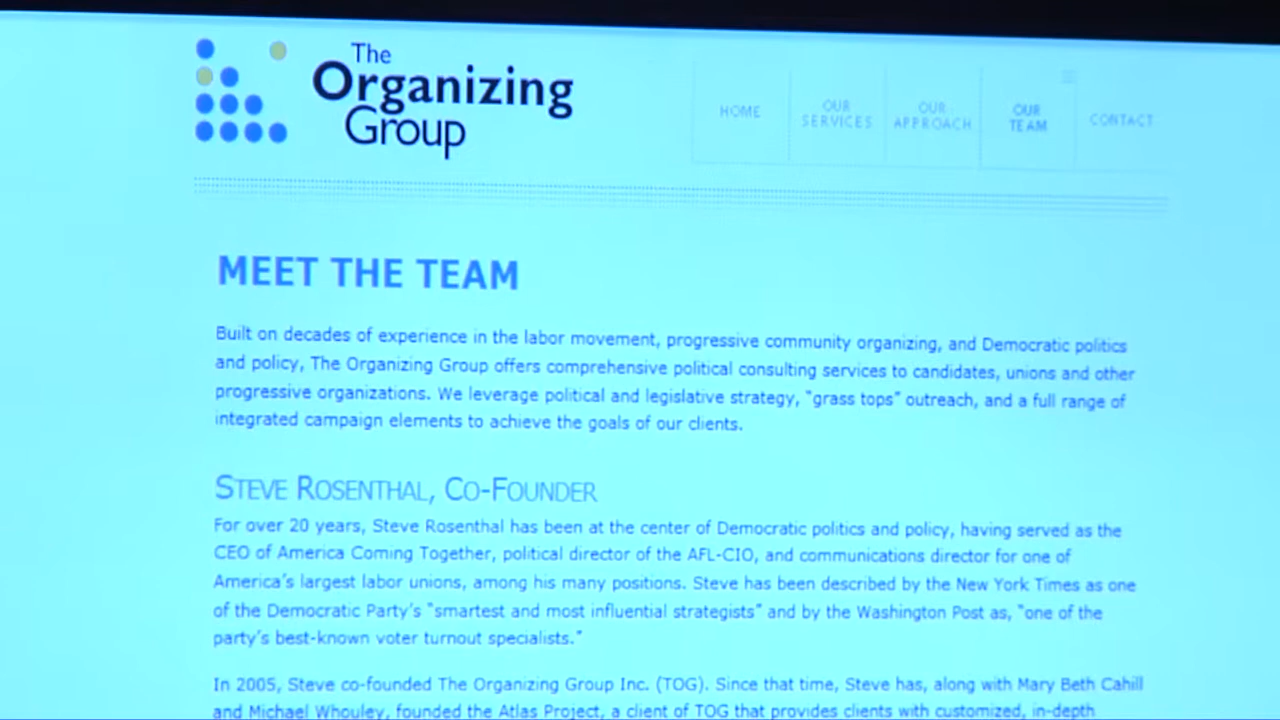 The
Organizing
Group
HOME
OUR
SERVICES
OUR
APPROACH
OUR
TEAM
CONTACT
MEET THE TEAM
Built on decades of experience in the labor movement, progressive community organizing, and Democratic politics
and policy, The Organizing Group offers comprehensive political consulting services to candidates, unions and other
progressive organizations. We leverage political and legislative strategy, "grass tops" outreach, and a full range of
integrated campaign elements to achieve the goals of our clients.
STEVE ROSENTHAL, CO-FOUNDER
For over 20 years, Steve Rosenthal has been at the center of Democratic politics and policy, having served as the
CEO of America Coming Together, political director of the AFL-CIO, and communications director for one of
America's largest labor unions, among his many positions. Steve has been described by the New York Times as one
of the Democratic Party's "smartest and most influential strategists" and by the Washington Post as, "one of the
party's best-known voter turnout specialists."
In 2005, Steve co-founded The Organizing Group Inc. (TOG). Since that time, Steve has, along with Mary Beth Cahill
and Michael Whouley, founded the Atlas Project, a client of TOG that provides clients with customized, in-depth